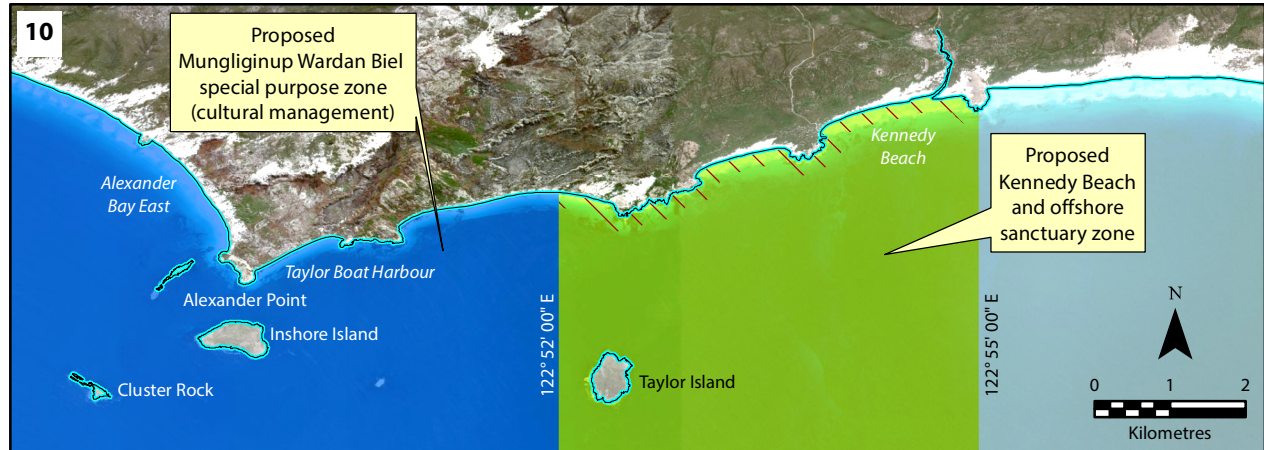 10
Proposed
Mungliginup Wardan Biel
special purpose zone
(cultural management)
Kennedy
Beach
Proposed
Kennedy Beach
and offshore
sanctuary zone
Alexander
Bay East
Taylor Boat Harbour
Alexander Point
Inshore Island
Cluster Rock
122° 52' 00" E
Taylor Island
122° 55' 00" E
N
0 1 2
Kilometres